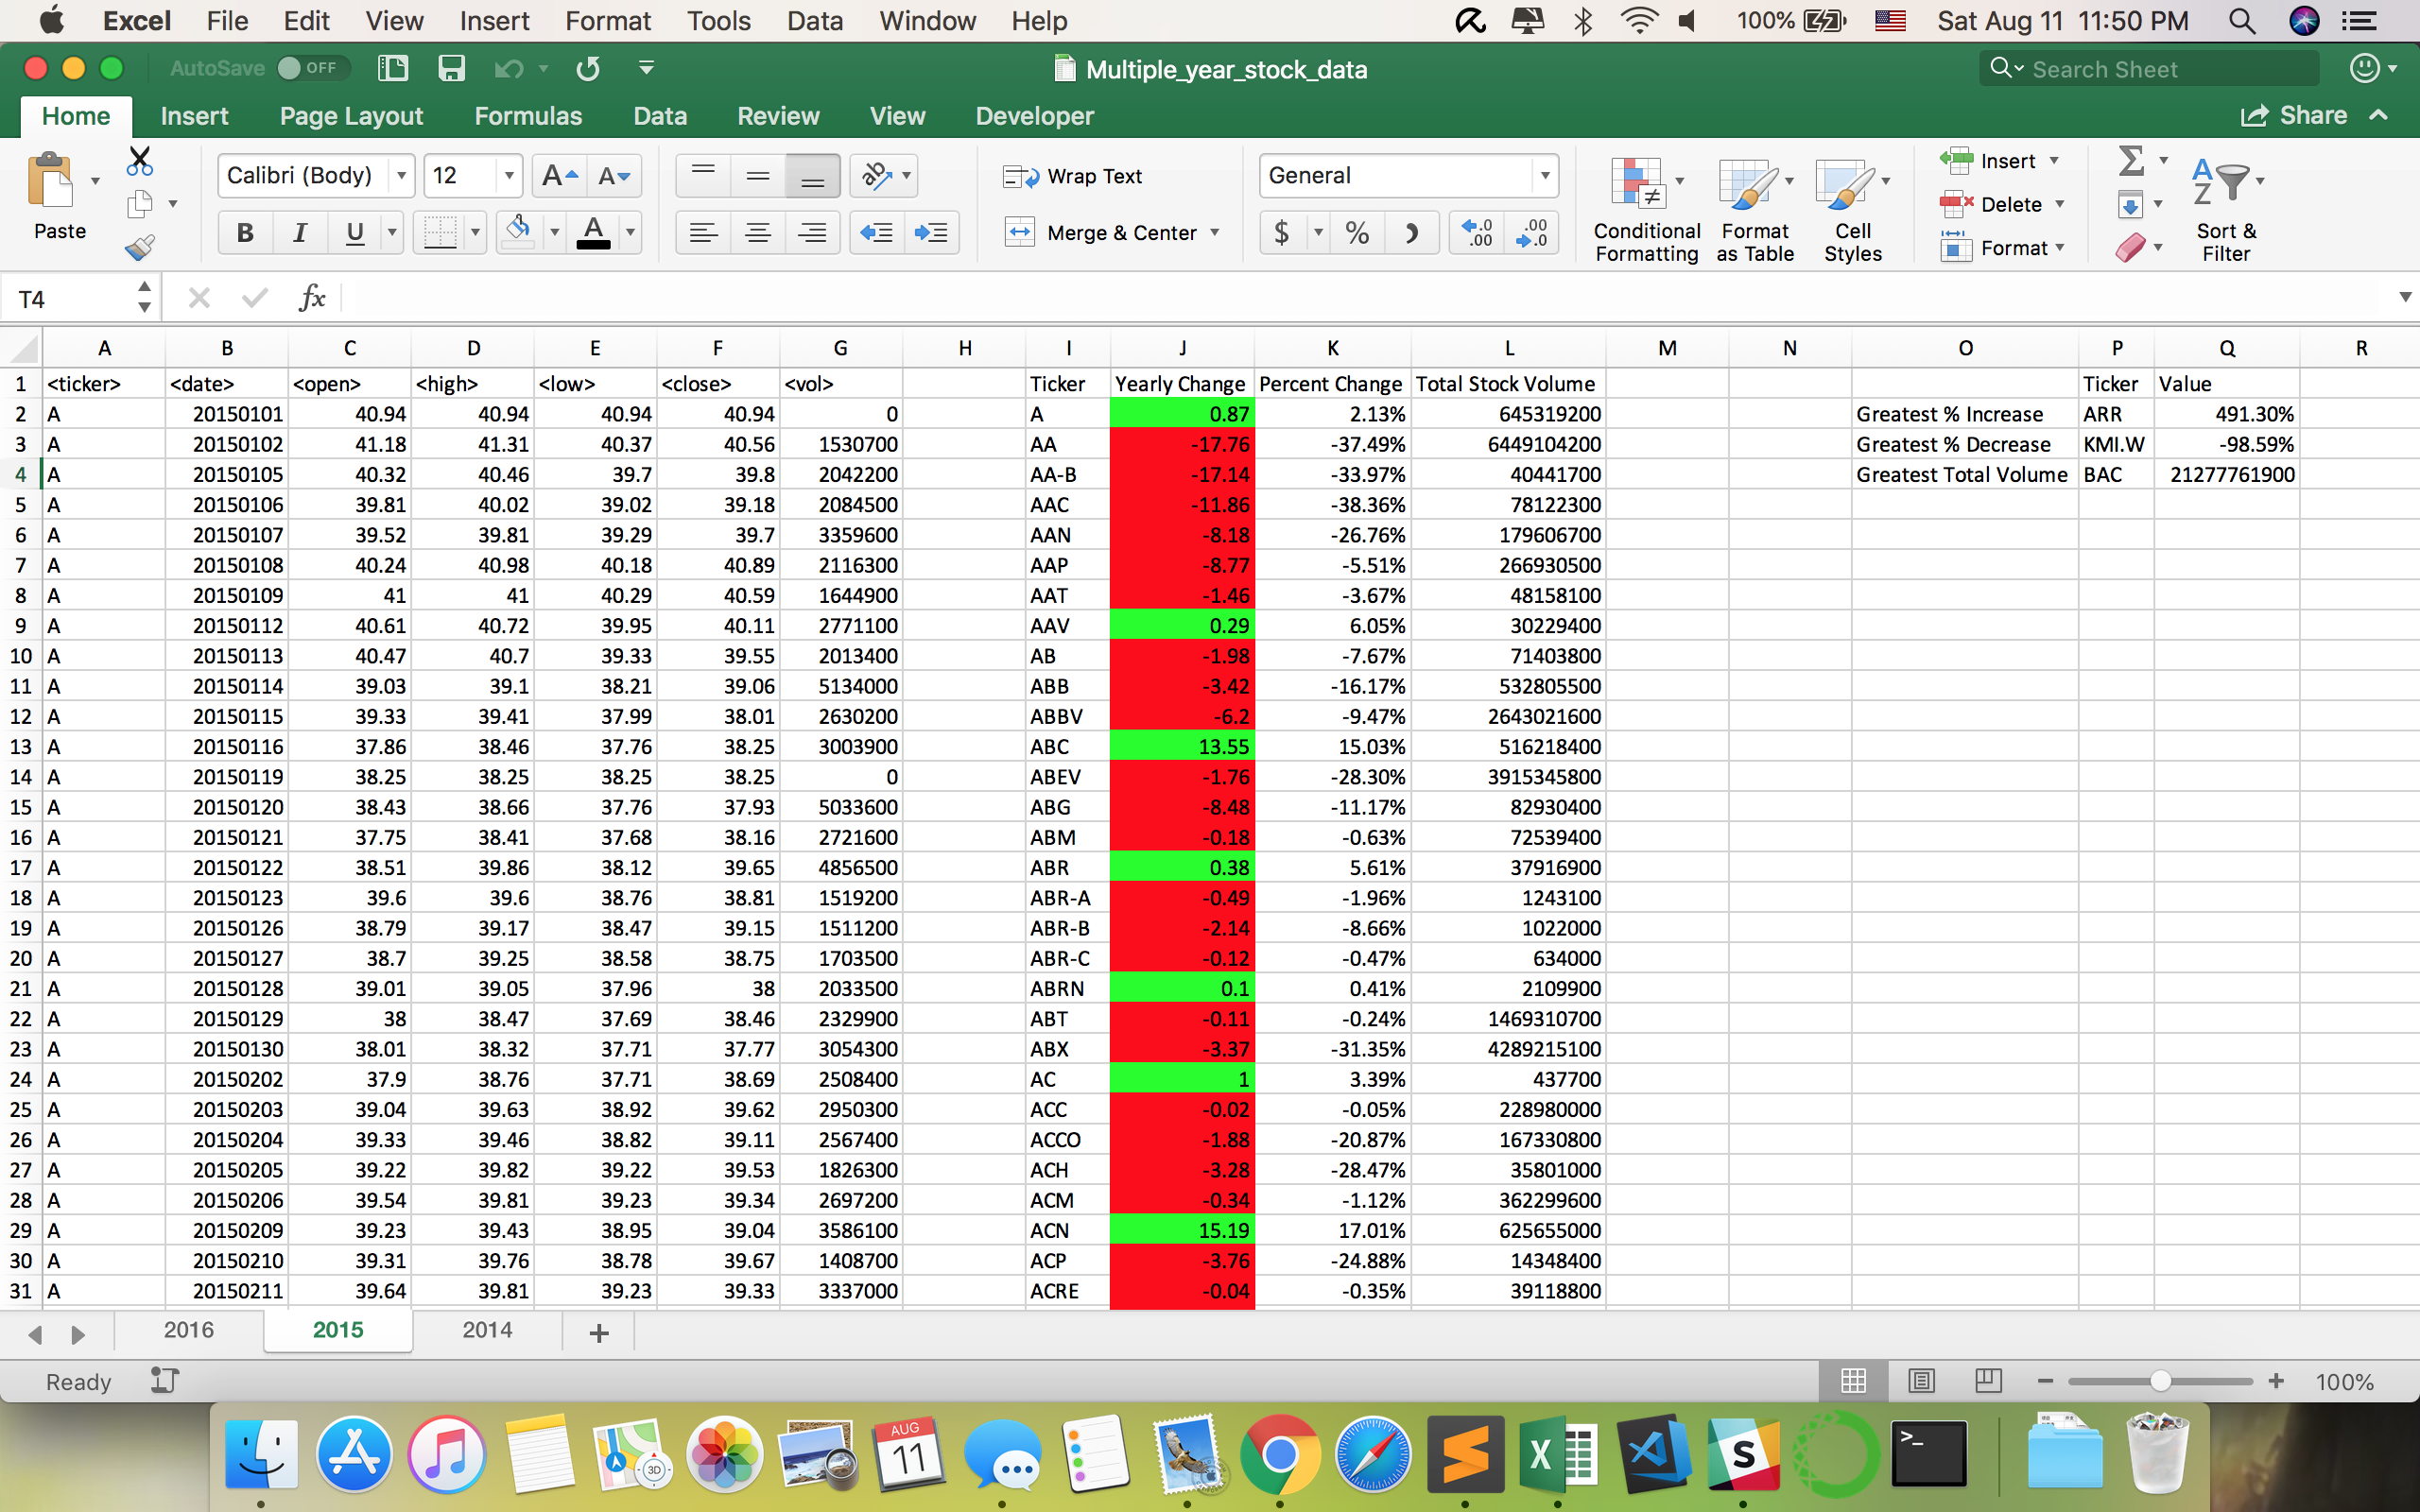 Excel File Edit View Insert Format Tools Data Window Help 100% Sat Aug 11 11:50 PM
AutoSave OFF Multiple_year_stock_data Search Sheet
Home Insert Page Layout Formulas Data Review View Developer Share
Paste Calibri (Body) 12 A A Wrap Text General Insert
B I U A Merge & Center $ % .0 .00 .00 .0 Conditional Formatting Format as Table Cell Styles Delete Format Sort & Filter
T4 fx
A B C D E F G H I J K L M N O P Q R
1 <ticker> <date> <open> <high> <low> <close> <vol> Ticker Yearly Change Percent Change Total Stock Volume Ticker Value
2 A 20150101 40.94 40.94 40.94 40.94 0 A 0.87 2.13% 645319200 Greatest % Increase ARR 491.30%
3 A 20150102 41.18 41.31 40.37 40.56 1530700 AA -17.76 -37.49% 6449104200 Greatest % Decrease KMI.W -98.59%
4 A 20150105 40.32 40.46 39.7 39.8 2042200 AA-B -17.14 -33.97% 40441700 Greatest Total Volume BAC 21277761900
5 A 20150106 39.81 40.02 39.02 39.18 2084500 AAC -11.86 -38.36% 78122300
6 A 20150107 39.52 39.81 39.29 39.7 3359600 AAN -8.18 -26.76% 179606700
7 A 20150108 40.24 40.98 40.18 40.89 2116300 AAP -8.77 -5.51% 266930500
8 A 20150109 41 41 40.29 40.59 1644900 AAT -1.46 -3.67% 48158100
9 A 20150112 40.61 40.72 39.95 40.11 2771100 AAV 0.29 6.05% 30229400
10 A 20150113 40.47 40.7 39.33 39.55 2013400 AB -1.98 -7.67% 71403800
11 A 20150114 39.03 39.1 38.21 39.06 5134000 ABB -3.42 -16.17% 532805500
12 A 20150115 39.33 39.41 37.99 38.01 2630200 ABBV -6.2 -9.47% 2643021600
13 A 20150116 37.86 38.46 37.76 38.25 3003900 ABC 13.55 15.03% 516218400
14 A 20150119 38.25 38.25 38.25 38.25 0 ABEV -1.76 -28.30% 3915345800
15 A 20150120 38.43 38.66 37.76 37.93 5033600 ABG -8.48 -11.17% 82930400
16 A 20150121 37.75 38.41 37.68 38.16 2721600 ABM -0.18 -0.63% 72539400
17 A 20150122 38.51 39.86 38.12 39.65 4856500 ABR 0.38 5.61% 37916900
18 A 20150123 39.6 39.6 38.76 38.81 1519200 ABR-A -0.49 -1.96% 1243100
19 A 20150126 38.79 39.17 38.47 39.15 1511200 ABR-B -2.14 -8.66% 1022000
20 A 20150127 38.7 39.25 38.58 38.75 1703500 ABR-C -0.12 -0.47% 634000
21 A 20150128 39.01 39.05 37.96 38 2033500 ABRN 0.1 0.41% 2109900
22 A 20150129 38 38.47 37.69 38.46 2329900 ABT -0.11 -0.24% 1469310700
23 A 20150130 38.01 38.32 37.71 37.77 3054300 ABX -3.37 -31.35% 4289215100
24 A 20150202 37.9 38.76 37.71 38.69 2508400 AC 1 3.39% 437700
25 A 20150203 39.04 39.63 38.92 39.62 2950300 ACC -0.02 -0.05% 228980000
26 A 20150204 39.33 39.46 38.82 39.11 2567400 ACCO -1.88 -20.87% 167330800
27 A 20150205 39.22 39.82 39.22 39.53 1826300 ACH -3.28 -28.47% 35801000
28 A 20150206 39.54 39.81 39.23 39.34 2697200 ACM -0.34 -1.12% 362299600
29 A 20150209 39.23 39.43 38.95 39.04 3586100 ACN 15.19 17.01% 625655000
30 A 20150210 39.31 39.76 38.78 39.67 1408700 ACP -3.76 -24.88% 14348400
31 A 20150211 39.64 39.81 39.23 39.33 3337000 ACRE -0.04 -0.35% 39118800
2016 2015 2014 +
Ready 100%
3D AUG 11 X S >_